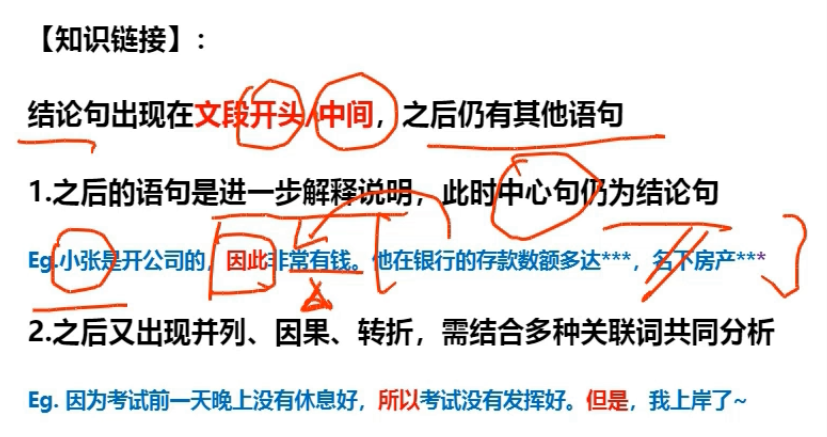 【知识链接】:
结论句出现在文段开头/中间，之后仍有其他语句
1.之后的语句是进一步解释说明，此时中心句仍为结论句
Eg.小张是开公司的，因此非常有钱。他在银行的存款数额多达***，名下房产***
2.之后又出现并列、因果、转折，需结合多种关联词共同分析
Eg. 因为考试前一天晚上没有休息好，所以考试没有发挥好。但是，我上岸了~